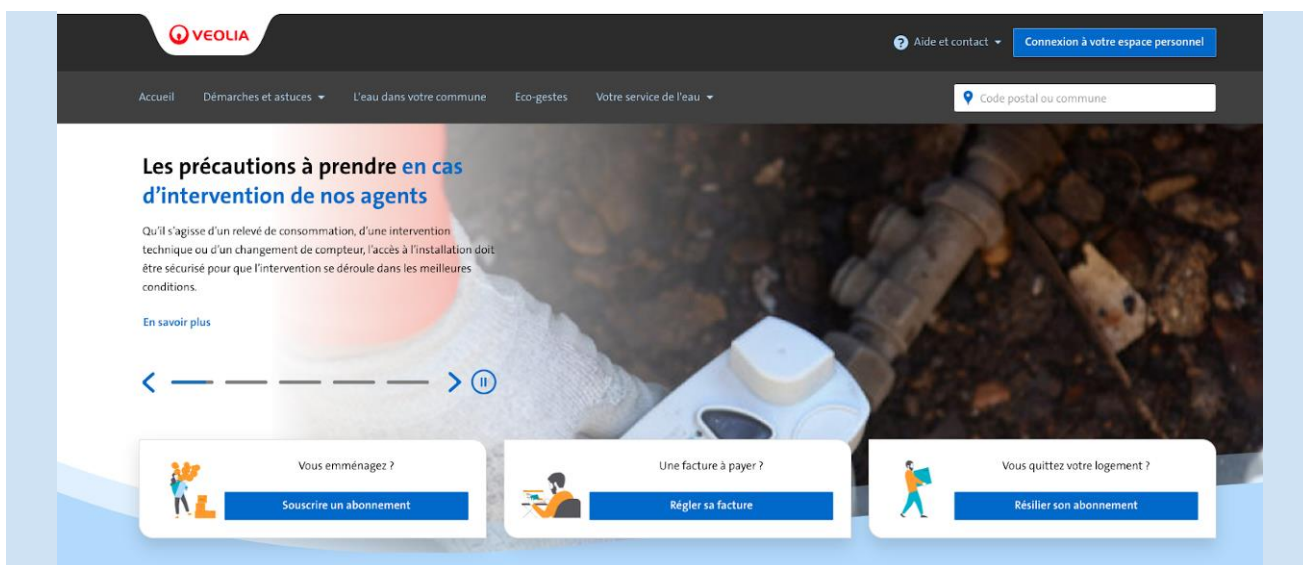 VEOLIA
Aide et contact
Connexion à votre espace personnel
Accueil
Démarches et astuces
L'eau dans votre commune
Eco-gestes
Votre service de l'eau
Code postal ou commune
Les précautions à prendre en cas
d'intervention de nos agents
Qu'il s'agisse d'un relevé de consommation, d'une intervention
technique ou d'un changement de compteur, l'accès à l'installation doit
être sécurisé pour que l'intervention se déroule dans les meilleures
conditions.
En savoir plus
Vous emménagez ?
Souscrire un abonnement
Une facture à payer ?
Régler sa facture
Vous quittez votre logement ?
Résilier son abonnement